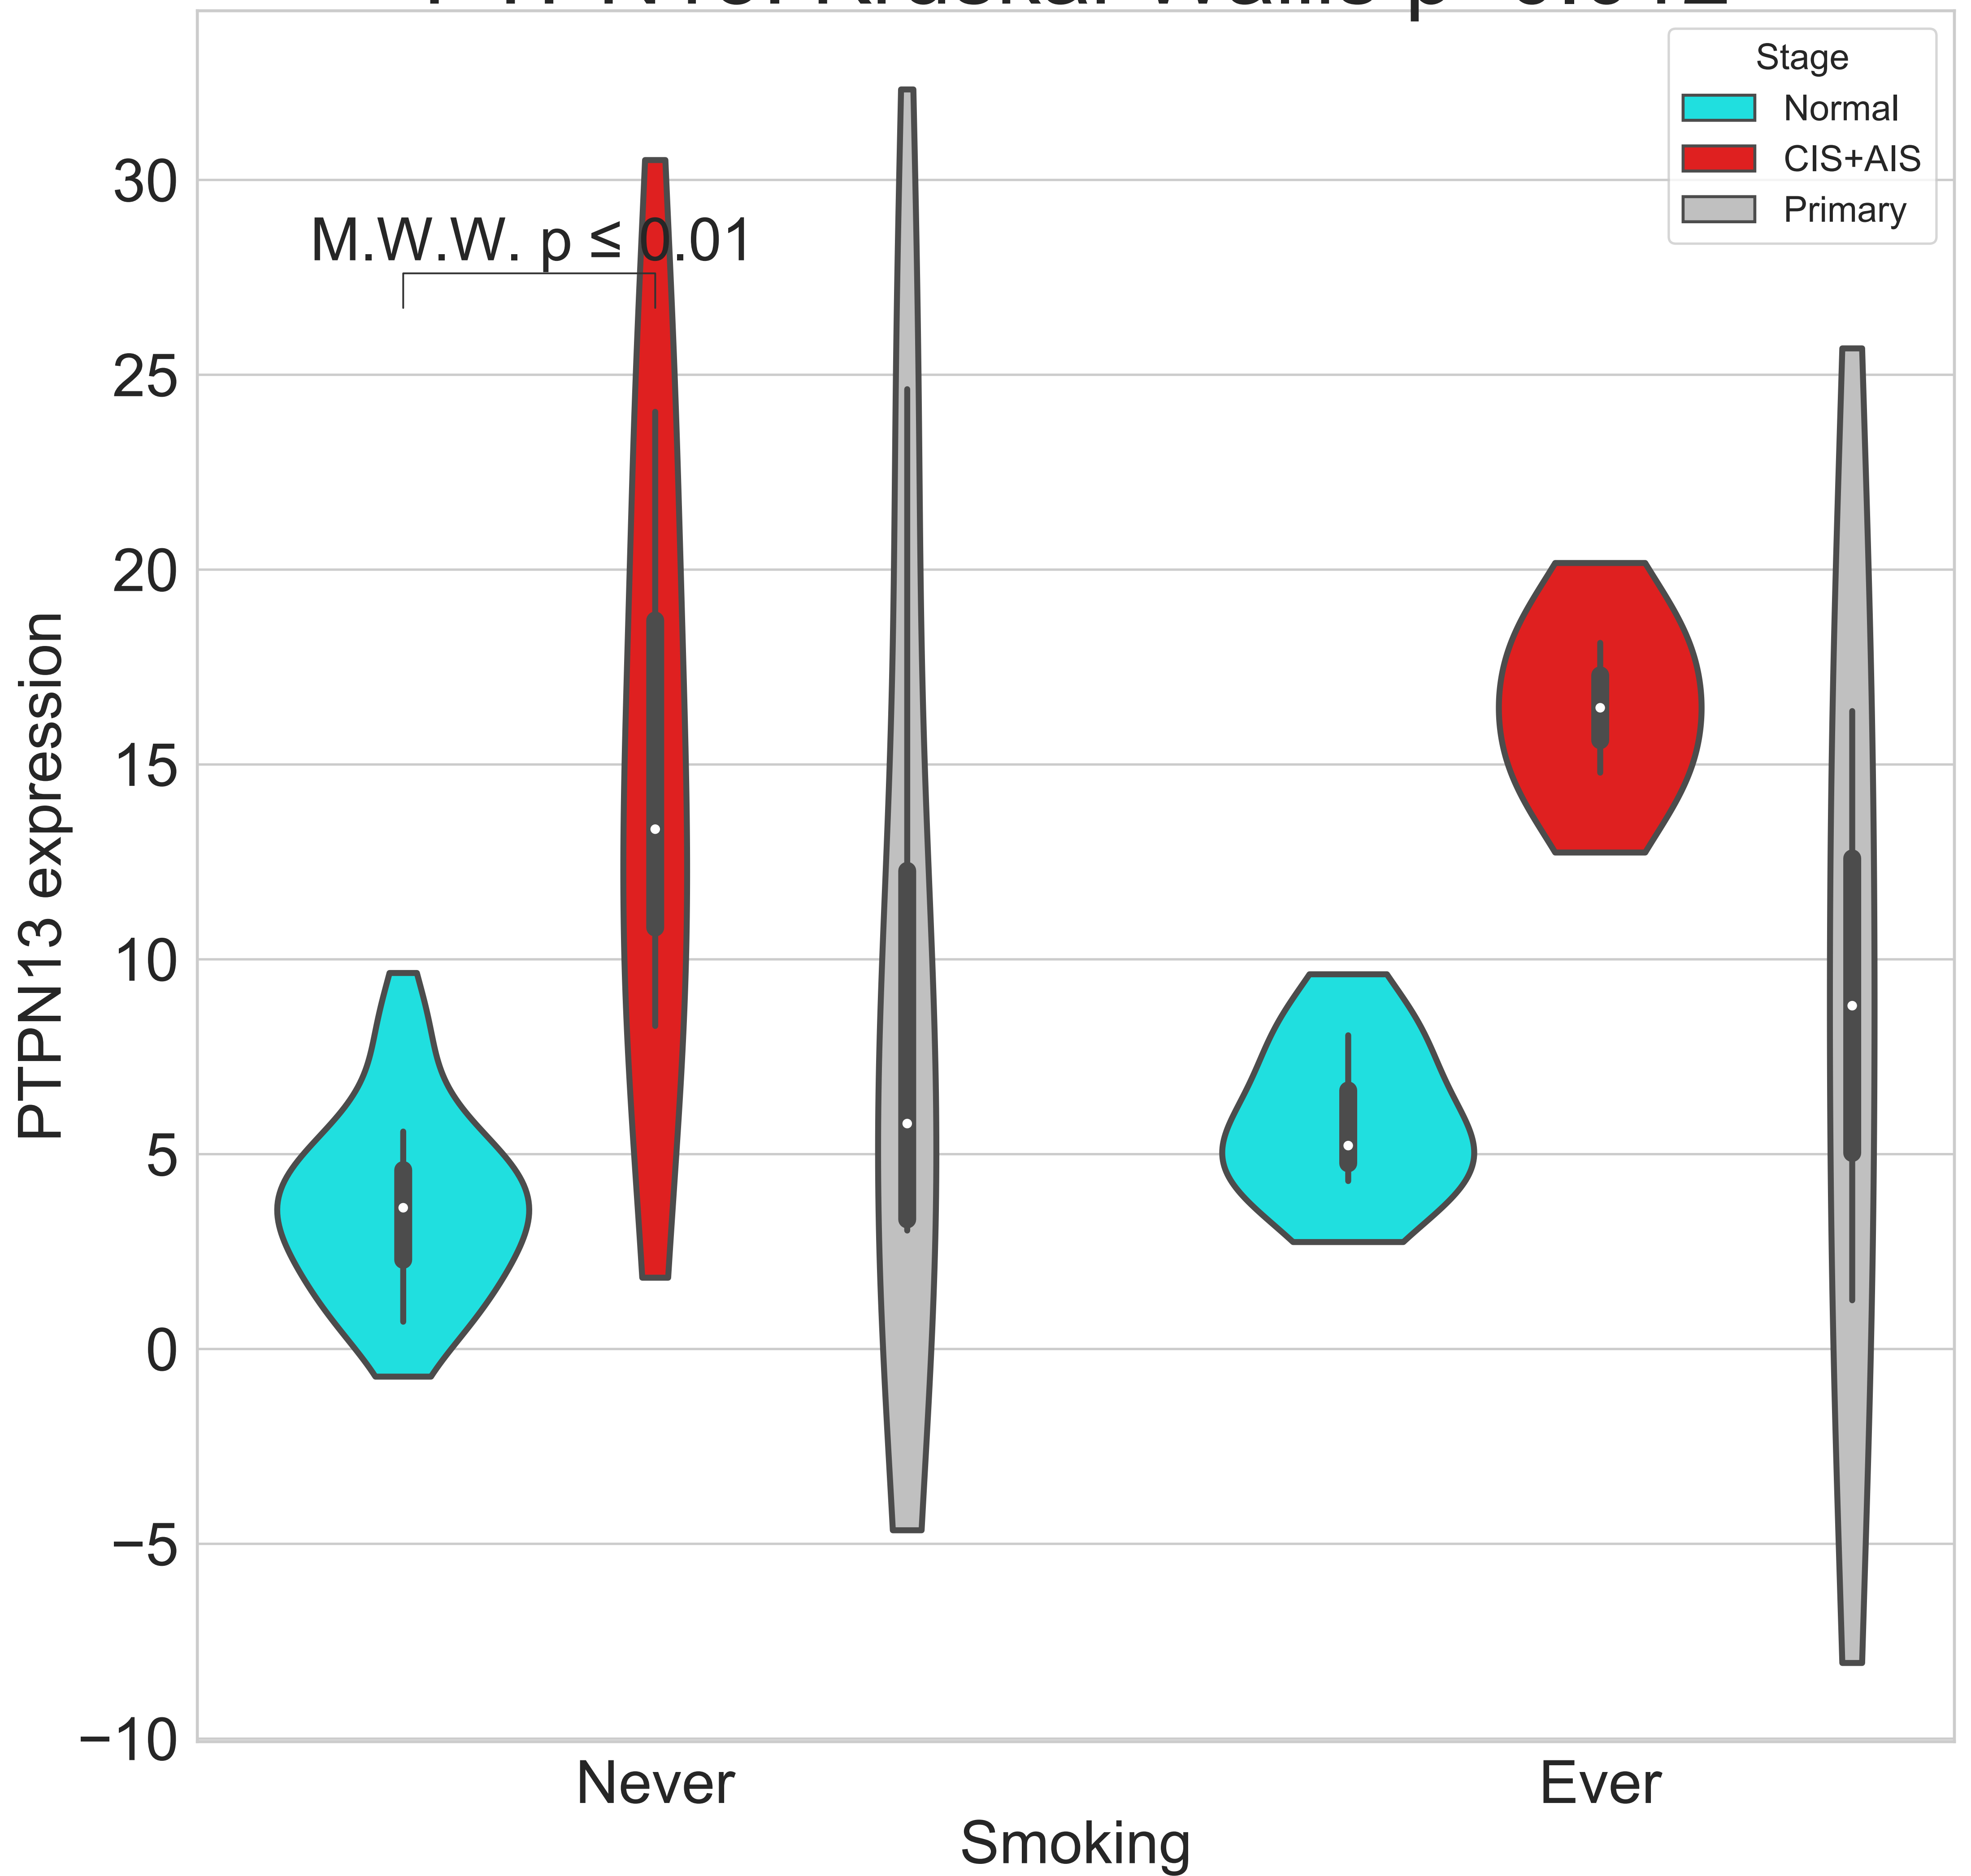 Stage
Normal
CIS+AIS
Primary
M.W.W. p ≤ 0.01
30
25
20
15
10
5
0
−5
−10
PTPN13 expression
Never
Ever
Smoking